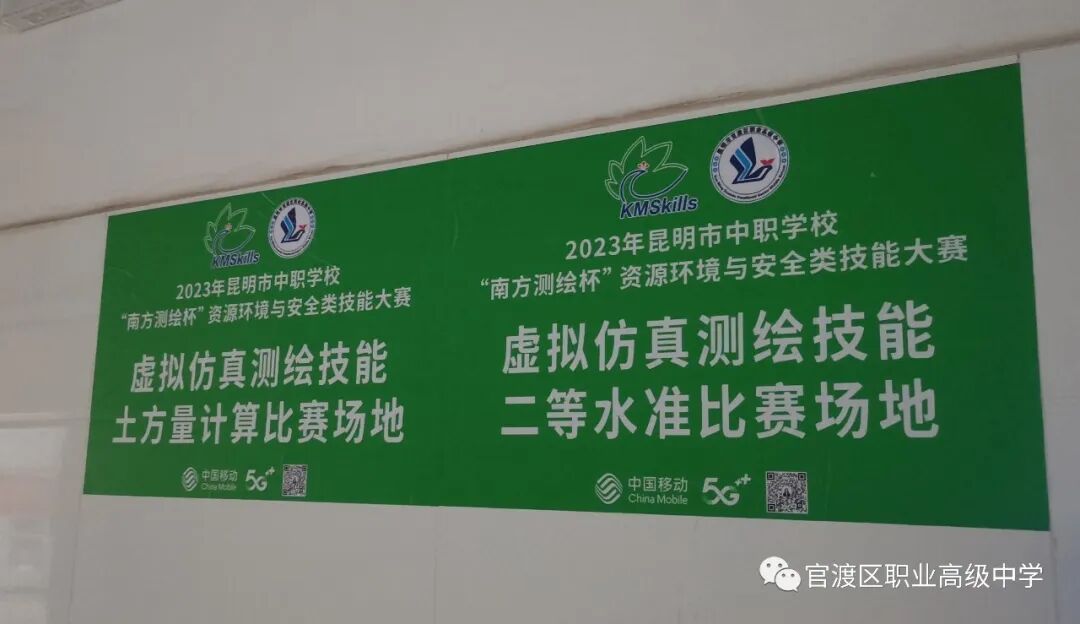 KMSkills
2023年昆明市中职学校
“南方测绘杯”资源环境与安全类技能大赛
虚拟仿真测绘技能
土方量计算比赛场地
中国移动
China Mobile
5G++
KMSkills
2023年昆明市中职学校
“南方测绘杯”资源环境与安全类技能大赛
虚拟仿真测绘技能
二等水准比赛场地
中国移动
China Mobile
5G++
官渡区职业高级中学